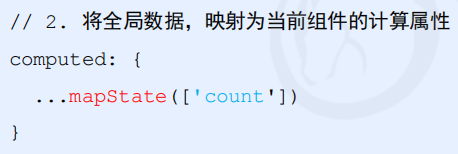 // 2. 将全局数据，映射为当前组件的计算属性
computed: {
  ...mapState(['count'])
}